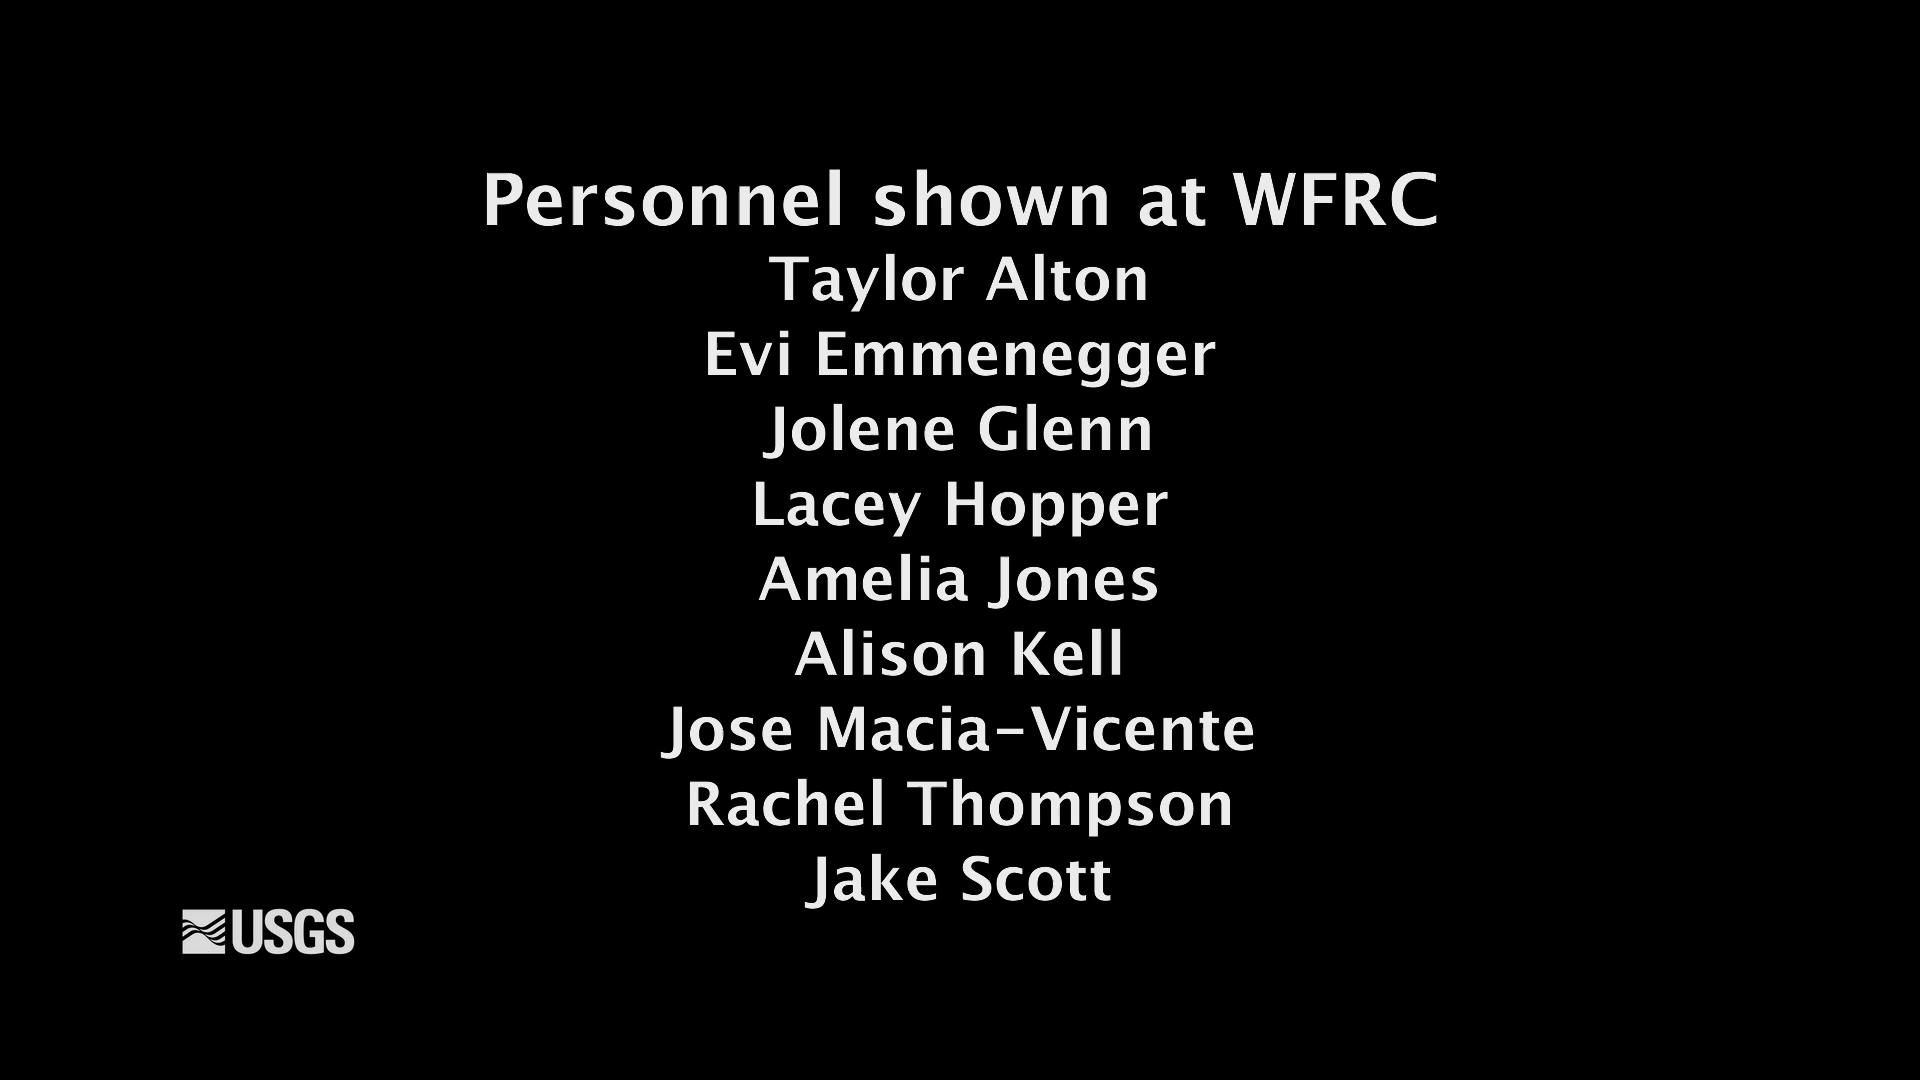 Personnel shown at WFRC
Taylor Alton
Evi Emmenegger
Jolene Glenn
Lacey Hopper
Amelia Jones
Alison Kell
Jose Macia-Vicente
Rachel Thompson
Jake Scott
USGS